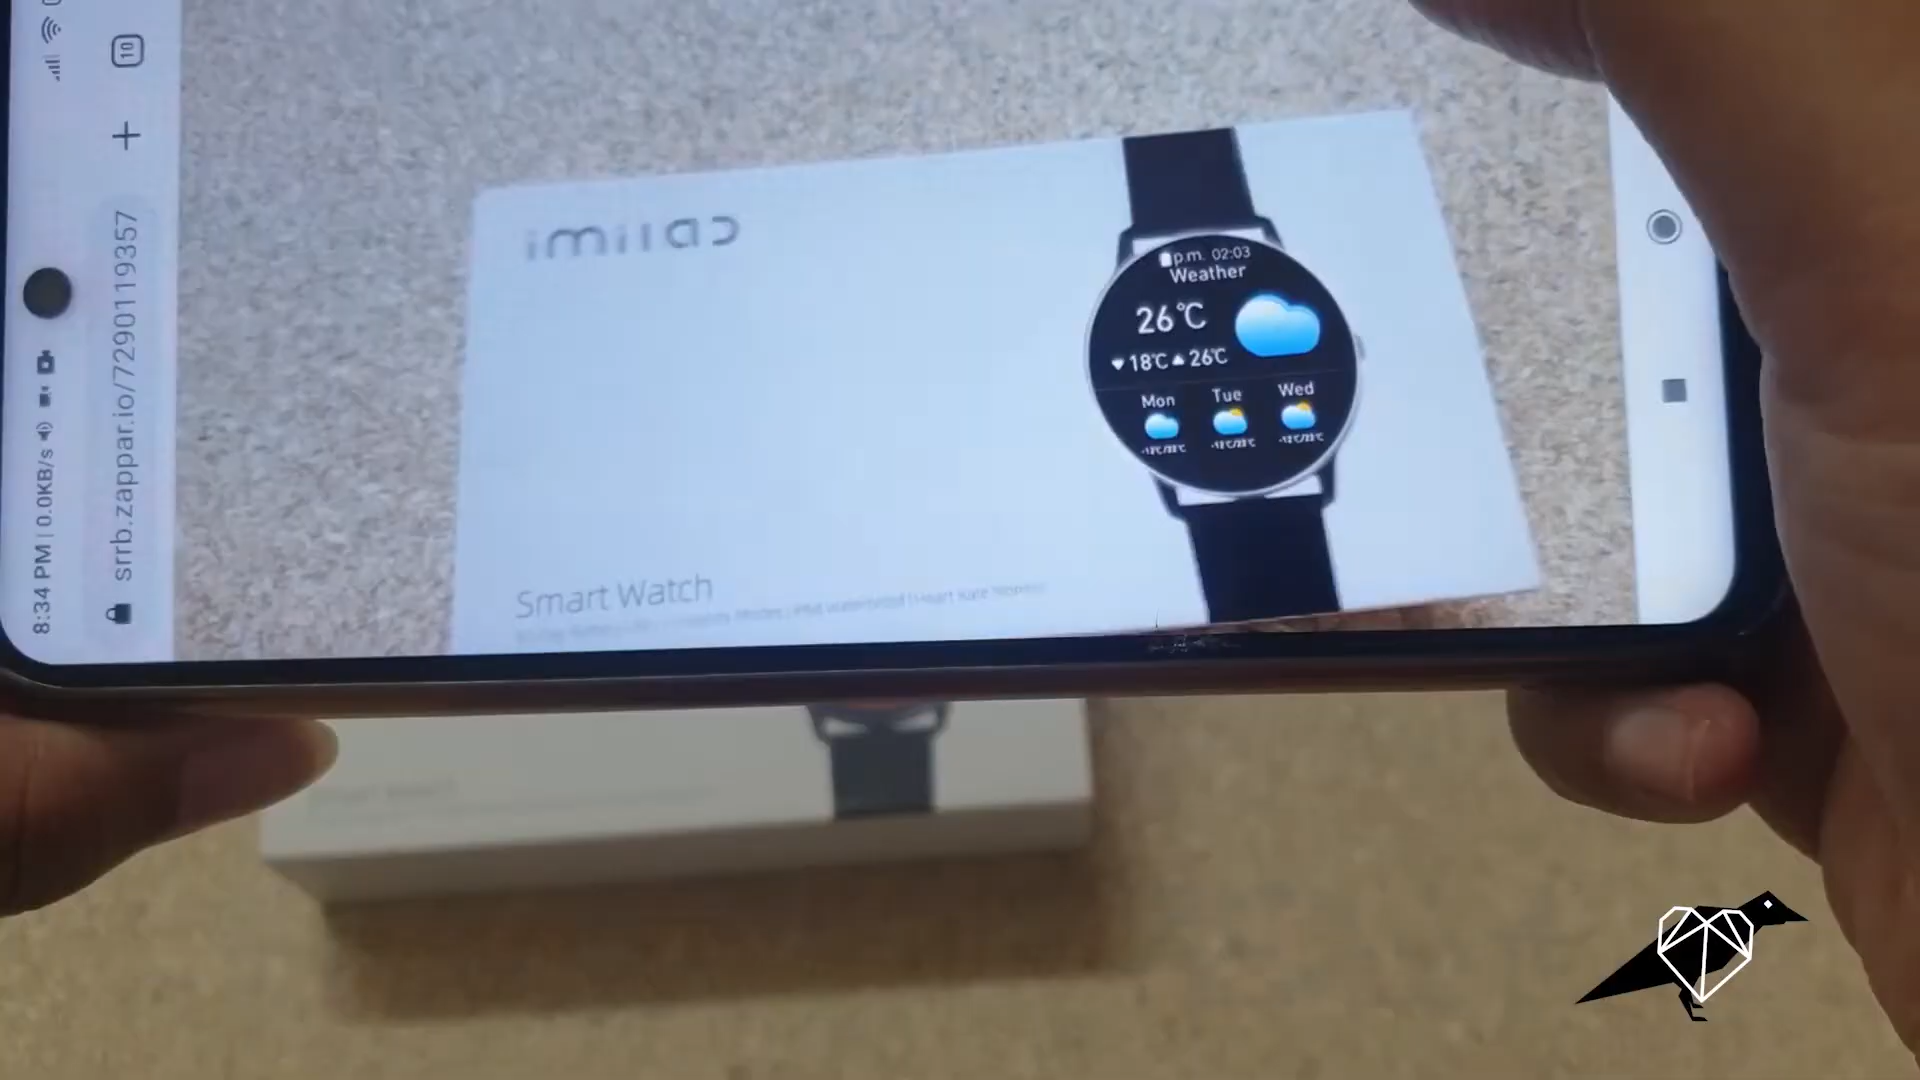 8:34 PM | 0.0KB/s
srrb.zappar.io/7290119357
10
imilab
Smart Watch
p.m. 02:03
Weather
26℃
18℃ 26℃
Mon Tue Wed